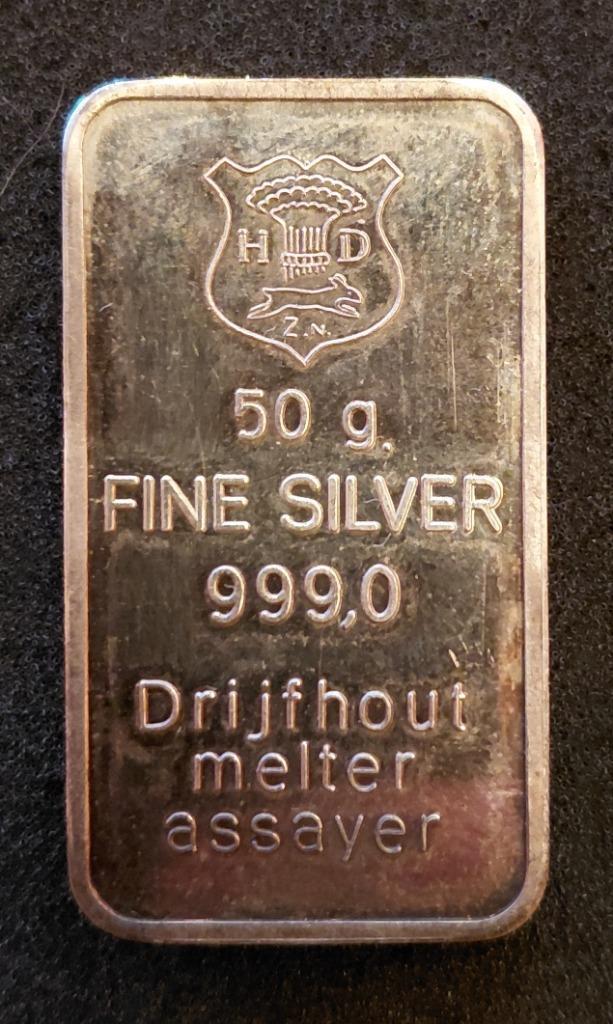 H D
Z.N.
50 g.
FINE SILVER
999,0
Drijfhout
melter
assayer